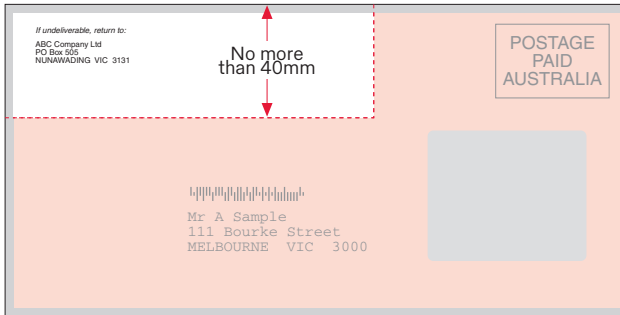 If undeliverable, return to:
ABC Company Ltd
PO Box 505
NUNAWADING VIC 3131
No more
than 40mm
POSTAGE
PAID
AUSTRALIA
Mr A Sample
111 Bourke Street
MELBOURNE VIC 3000